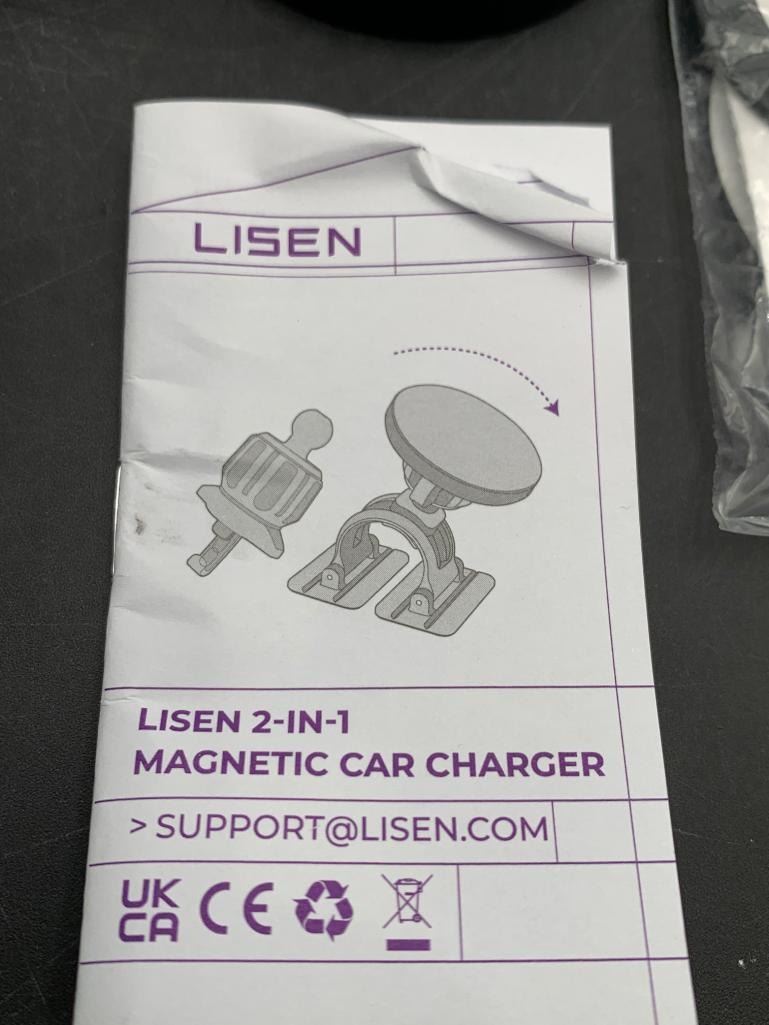 LISEN
LISEN 2-IN-1
MAGNETIC CAR CHARGER
> SUPPORT@LISEN.COM
UK
CA CE